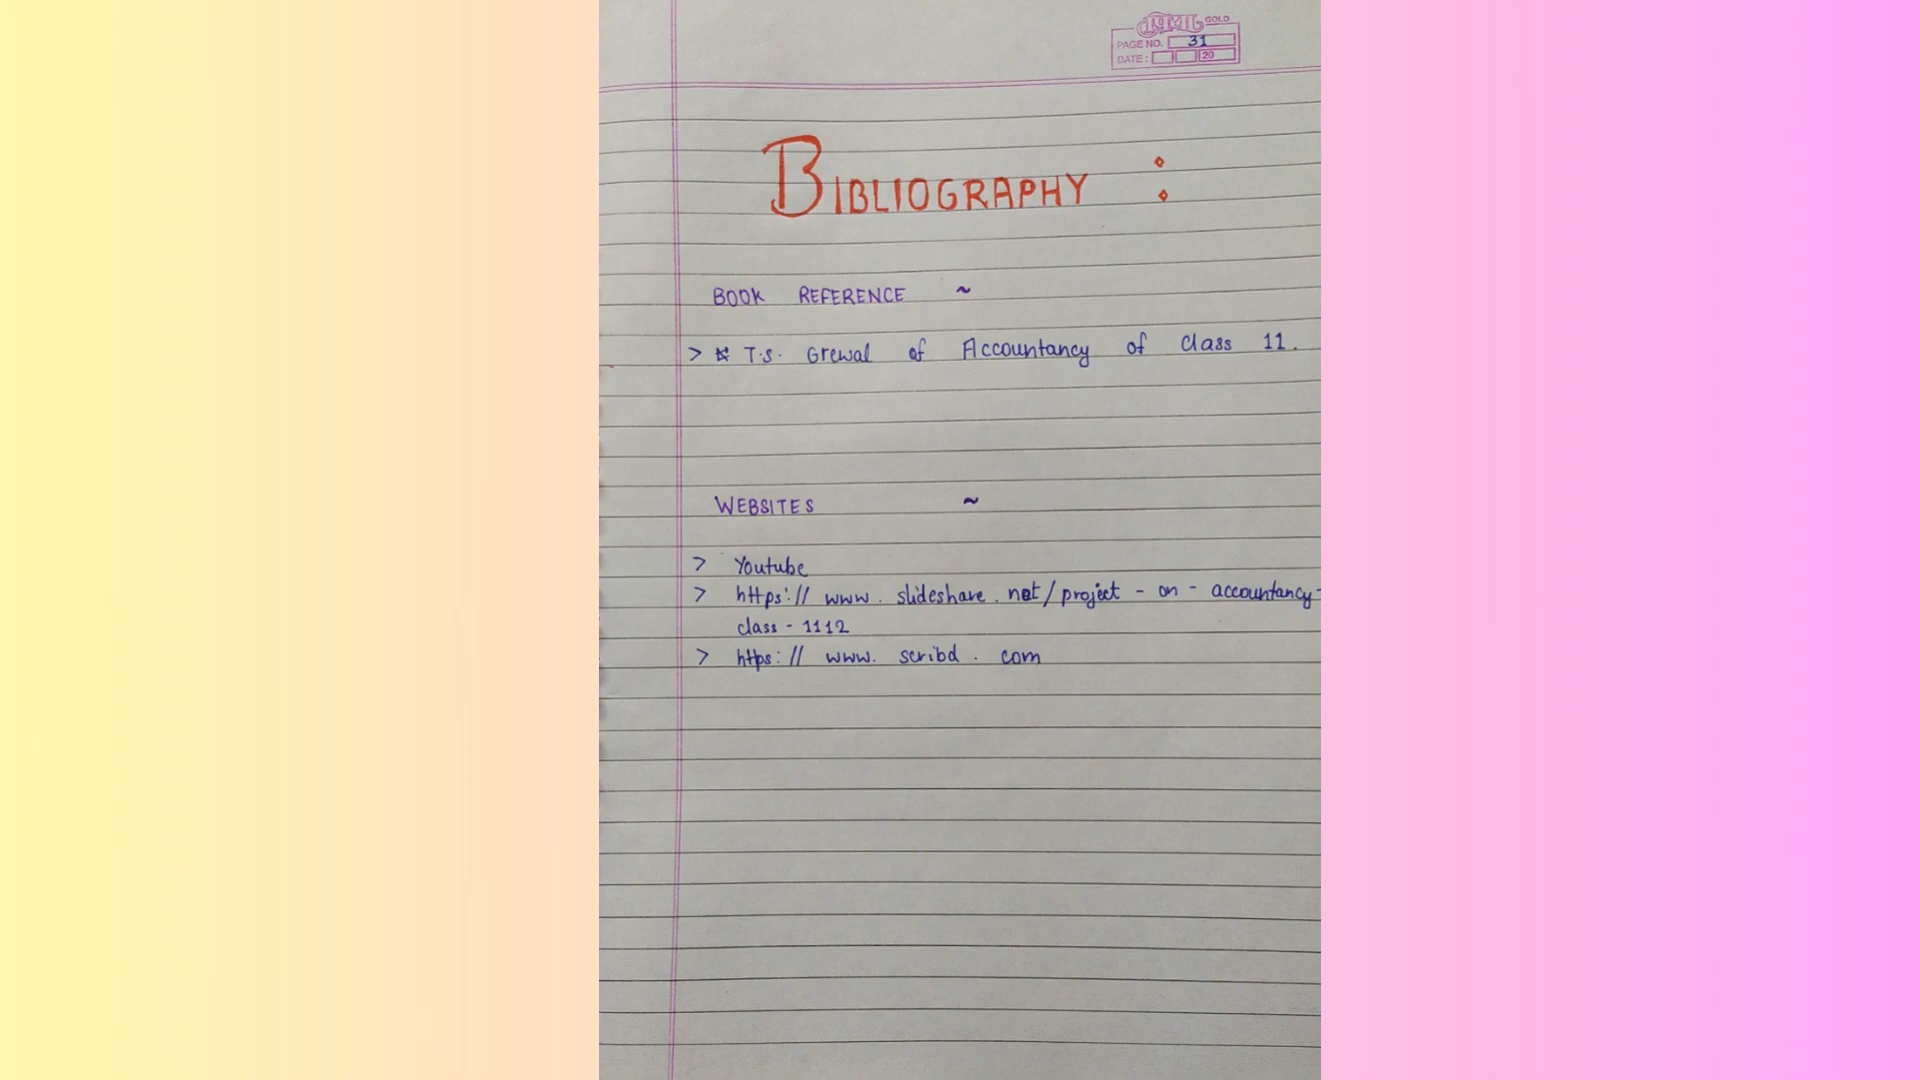 GOLD
PAGE NO. 31
DATE : 20
BIBLIOGRAPHY :
BOOK REFERENCE ~
> T.S. Grewal of Accountancy of class 11.
WEBSITES ~
> Youtube
> https:// www . slideshare . net/project - on - accountancy-
class - 1112
> https: // www. scribd . com